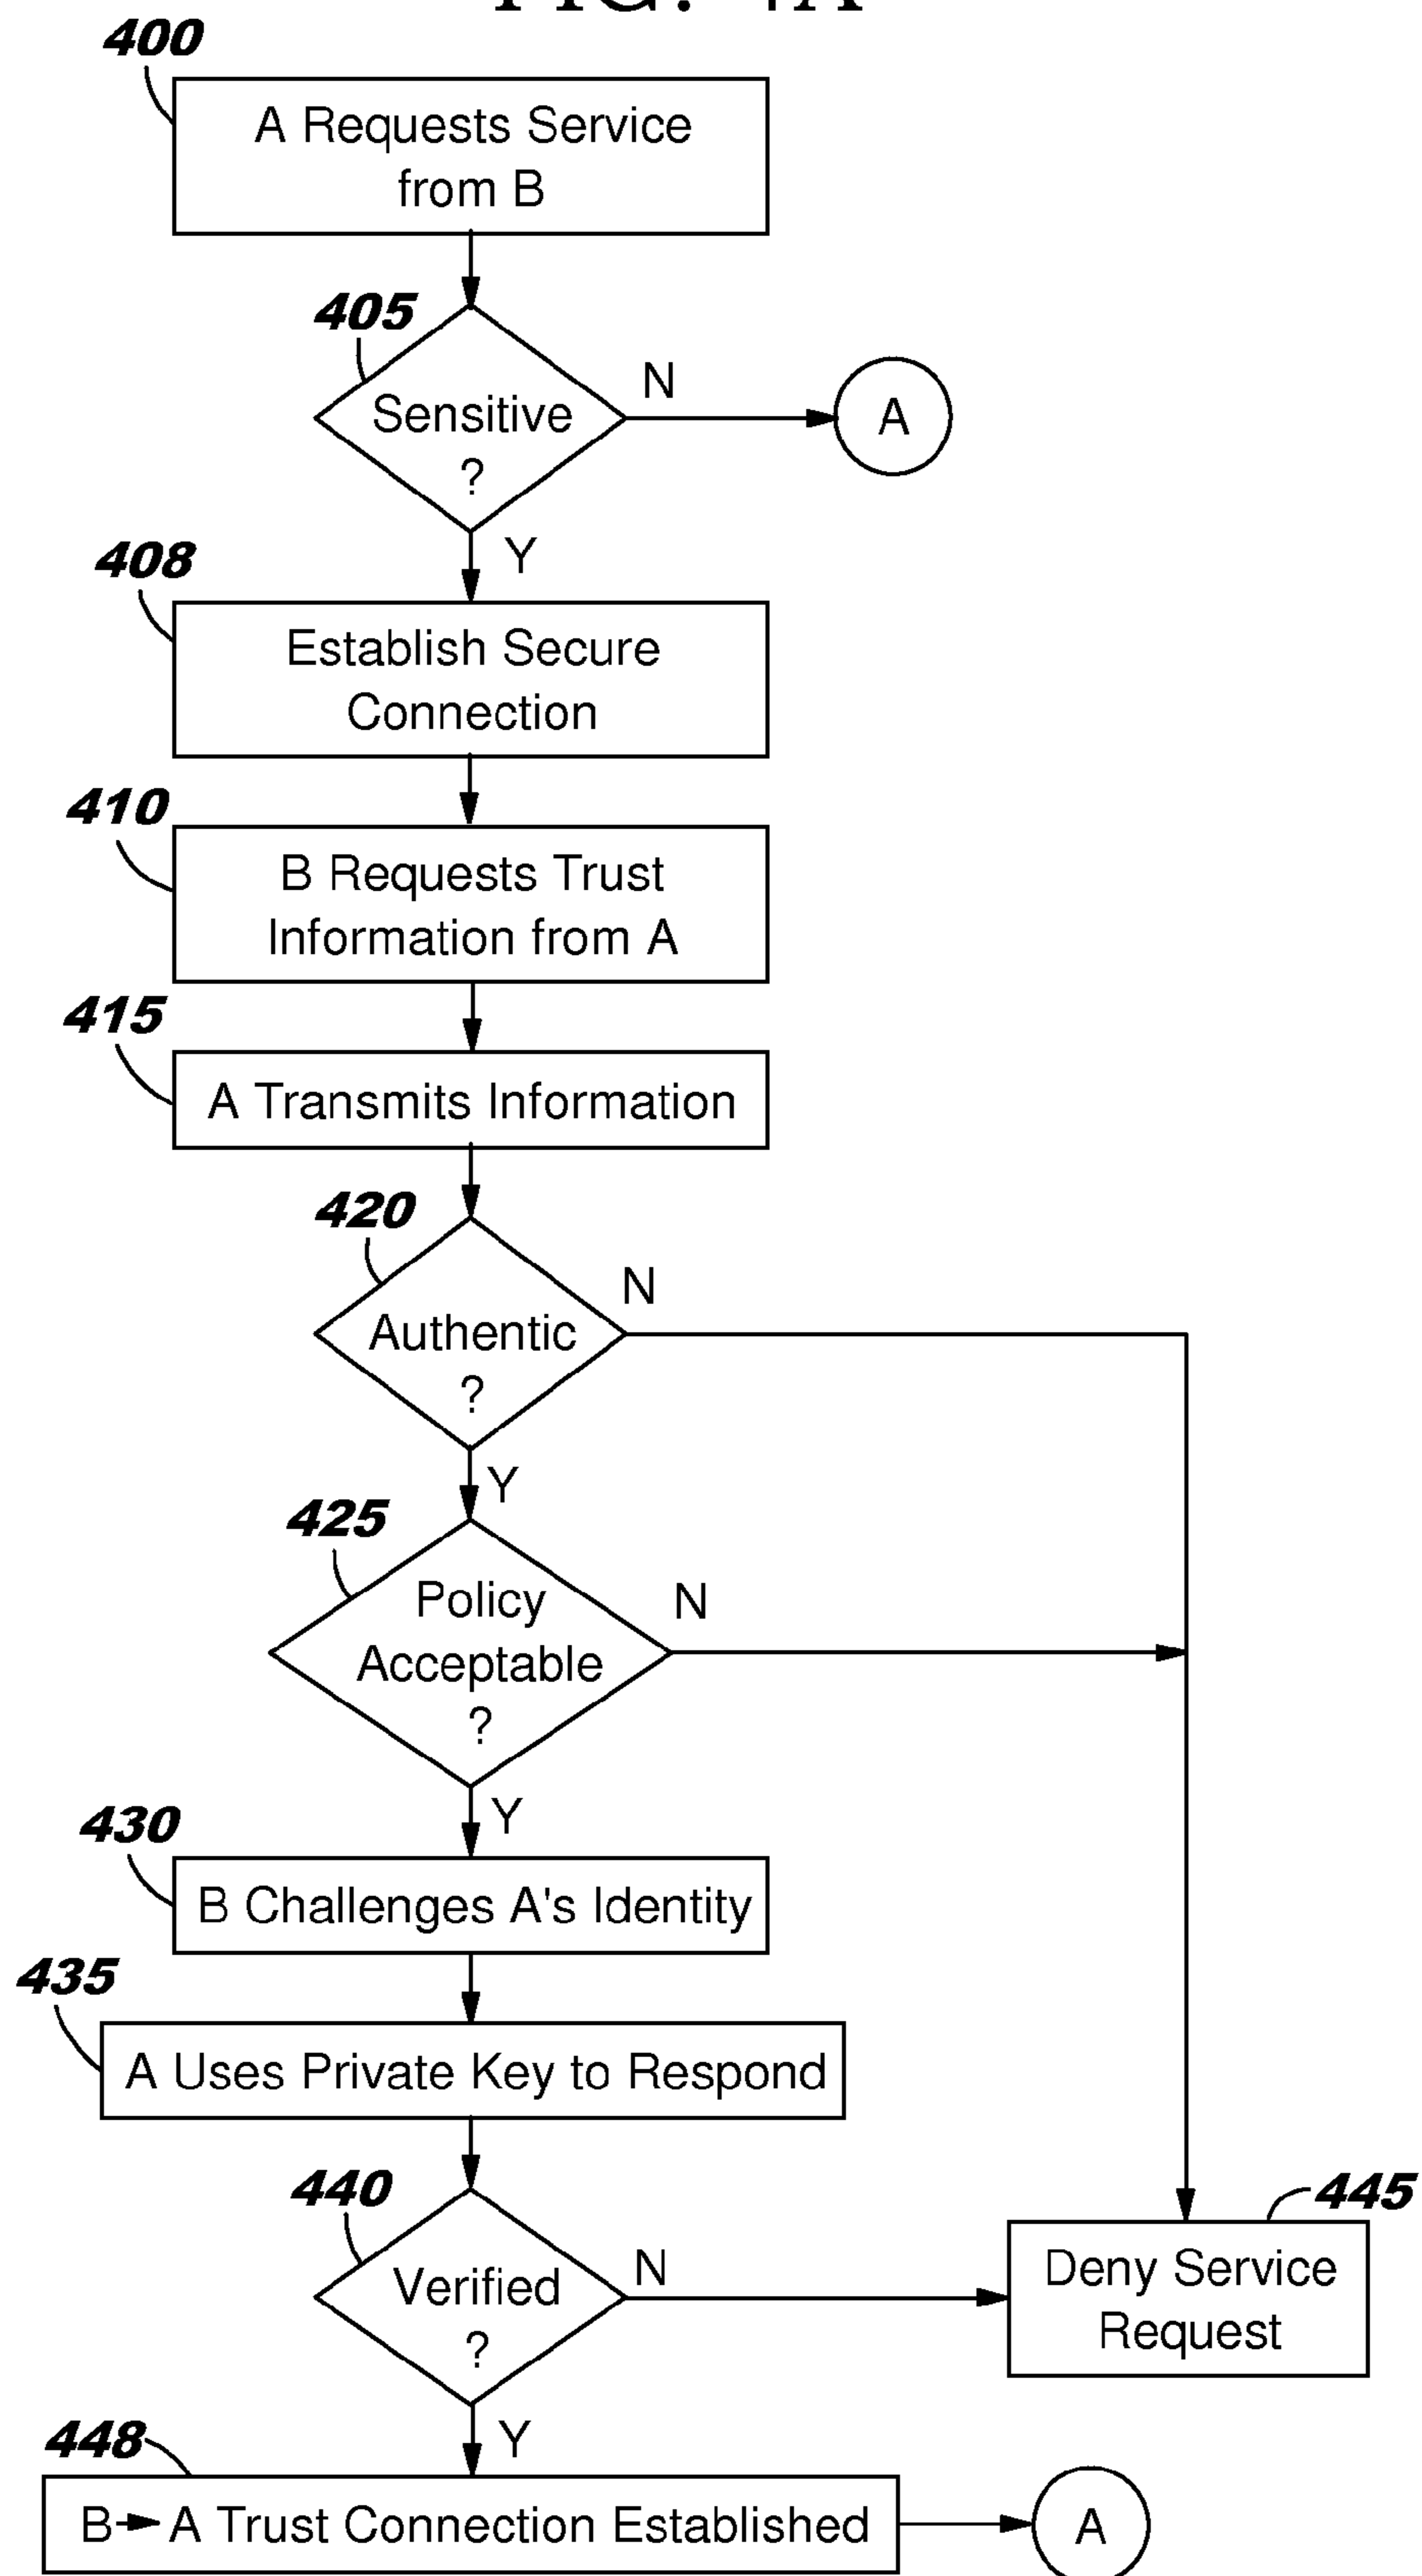 FIG. 4A
400
A Requests Service
from B
405
Sensitive
?
N
A
Y
408
Establish Secure
Connection
410
B Requests Trust
Information from A
415
A Transmits Information
420
Authentic
?
N
Y
425
Policy
Acceptable
?
N
Y
430
B Challenges A's Identity
435
A Uses Private Key to Respond
440
Verified
?
N
445
Deny Service
Request
Y
448
B→A Trust Connection Established
A